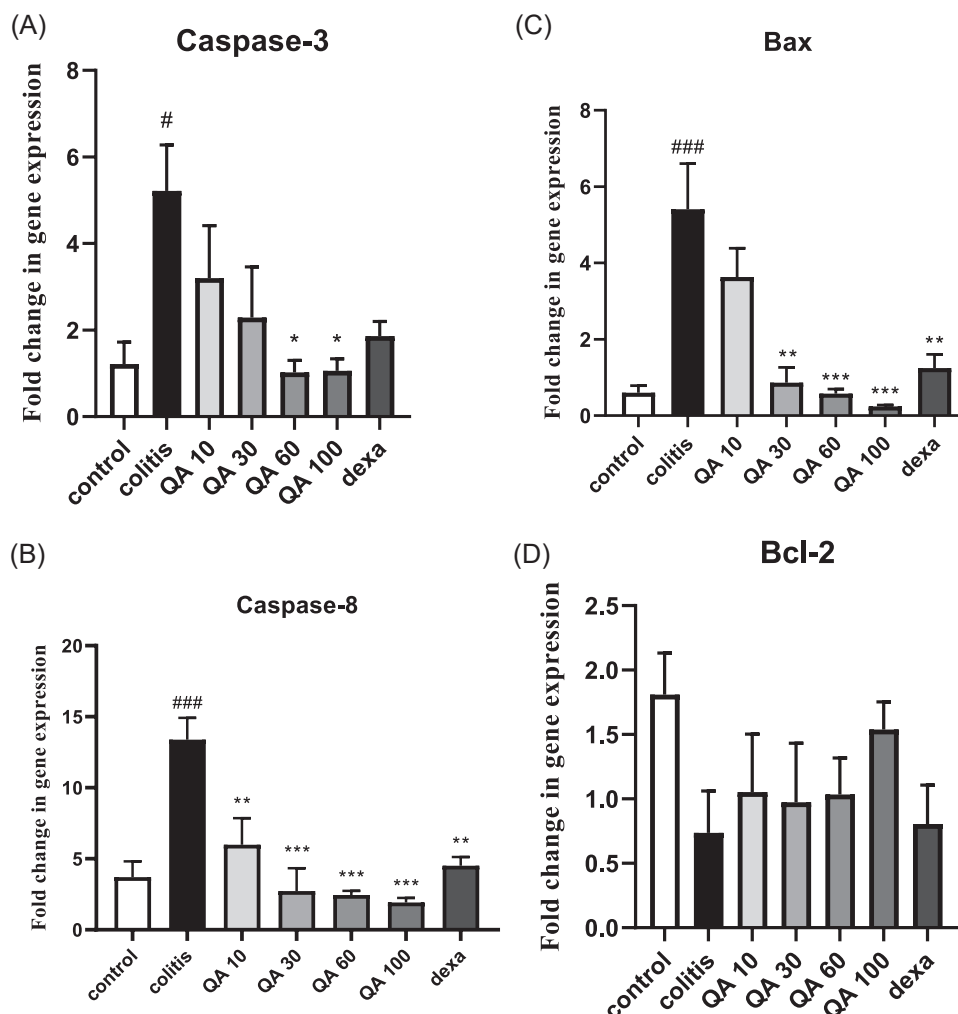 (A)
Caspase-3
Fold change in gene expression
8
6
4
2
0
#
*
*
control
colitis
QA 10
QA 30
QA 60
QA 100
dexa
(C)
Bax
Fold change in gene expression
8
6
4
2
0
###
**
***
***
**
control
colitis
QA 10
QA 30
QA 60
QA 100
dexa
(B)
Caspase-8
Fold change in gene expression
20
15
10
5
0
###
**
***
***
***
**
control
colitis
QA 10
QA 30
QA 60
QA 100
dexa
(D)
Bcl-2
Fold change in gene expression
2.5
2.0
1.5
1.0
0.5
0.0
control
colitis
QA 10
QA 30
QA 60
QA 100
dexa